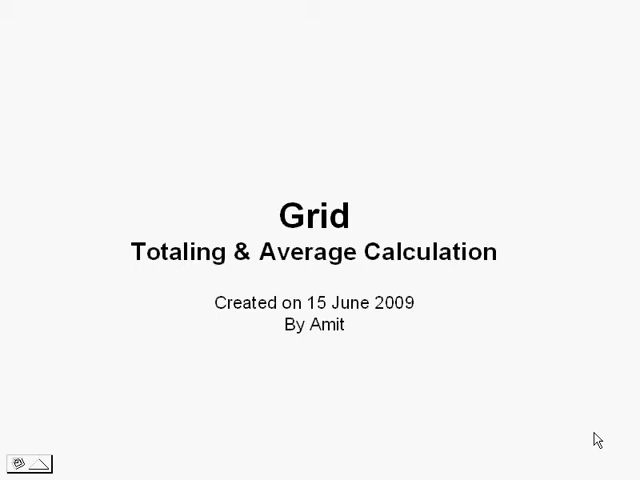 Grid
Totaling & Average Calculation
Created on 15 June 2009
By Amit